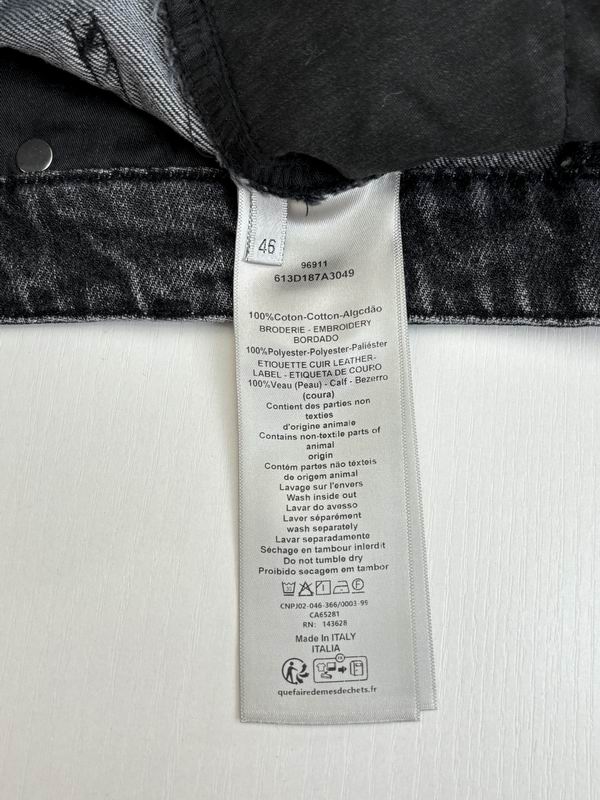 46
96911
613D187A3049
100%Coton-Cotton-Algcdão
BRODERIE - EMBROIDERY
BORDADO
100%Polyester-Polyester-Paliéster
ETIQUETTE CUIR LEATHER-
LABEL - ETIQUETA DE COURO
100%Veau (Peau) - Calf - Bezerro
(coura)
Contient des parties non
texties
d'origine animale
Contains non-textile parts of
animal
origin
Contém partes não têxteis
de origem animal
Lavage sur l'envers
Wash inside out
Lavar do avesso
Laver séparément
wash separately
Lavar separadamente
Séchage en tambour interdit
Do not tumble dry
Proibido secagem em tambor
CNPJ02-046-366/0003-99
CA65281
RN: 143628
Made In ITALY
ITALIA
FR
quefairedemesdechets.fr